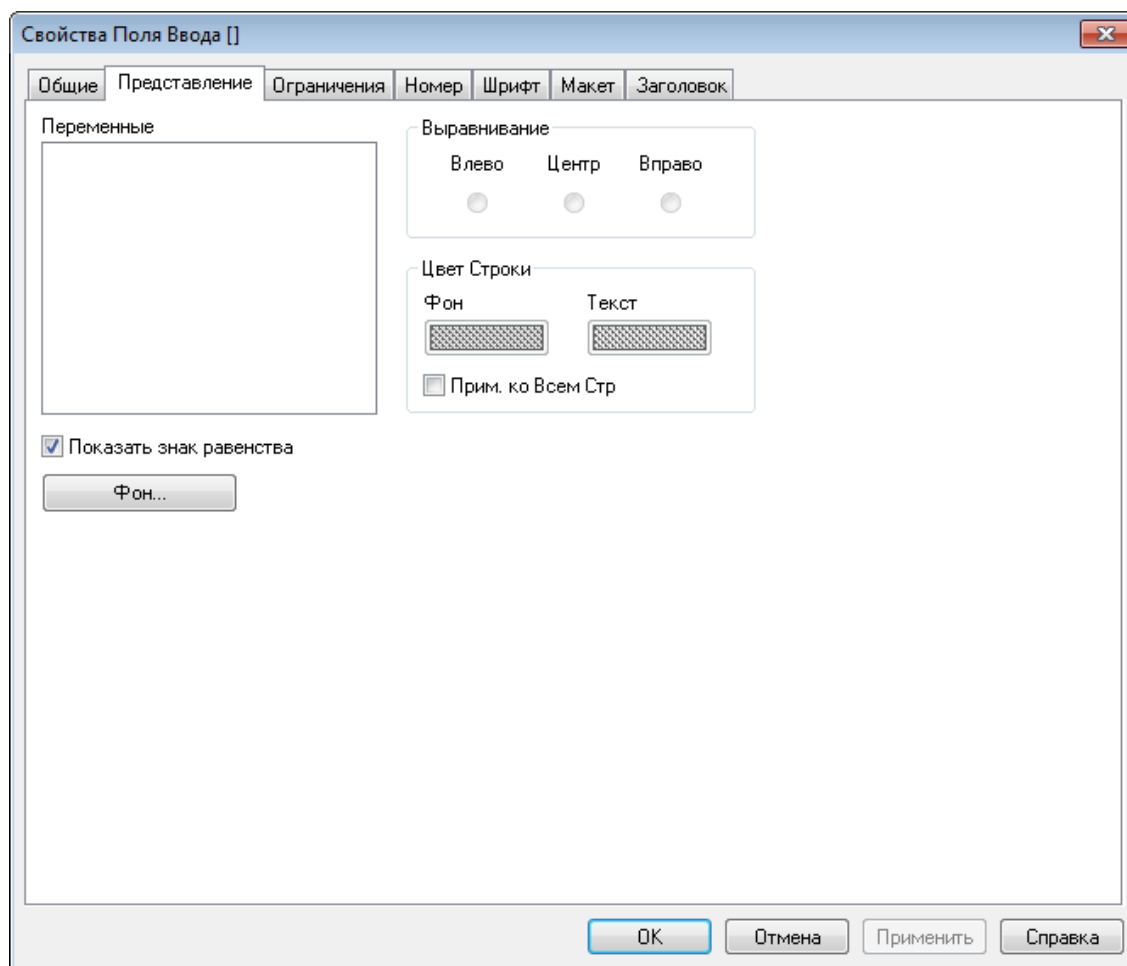 Свойства Поля Ввода []
Общие Представление Ограничения Номер Шрифт Макет Заголовок
Переменные
Выравнивание
Влево Центр Вправо
Цвет Строки
Фон Текст
Прим. ко Всем Стр
Показать знак равенства
Фон...
OK Отмена Применить Справка